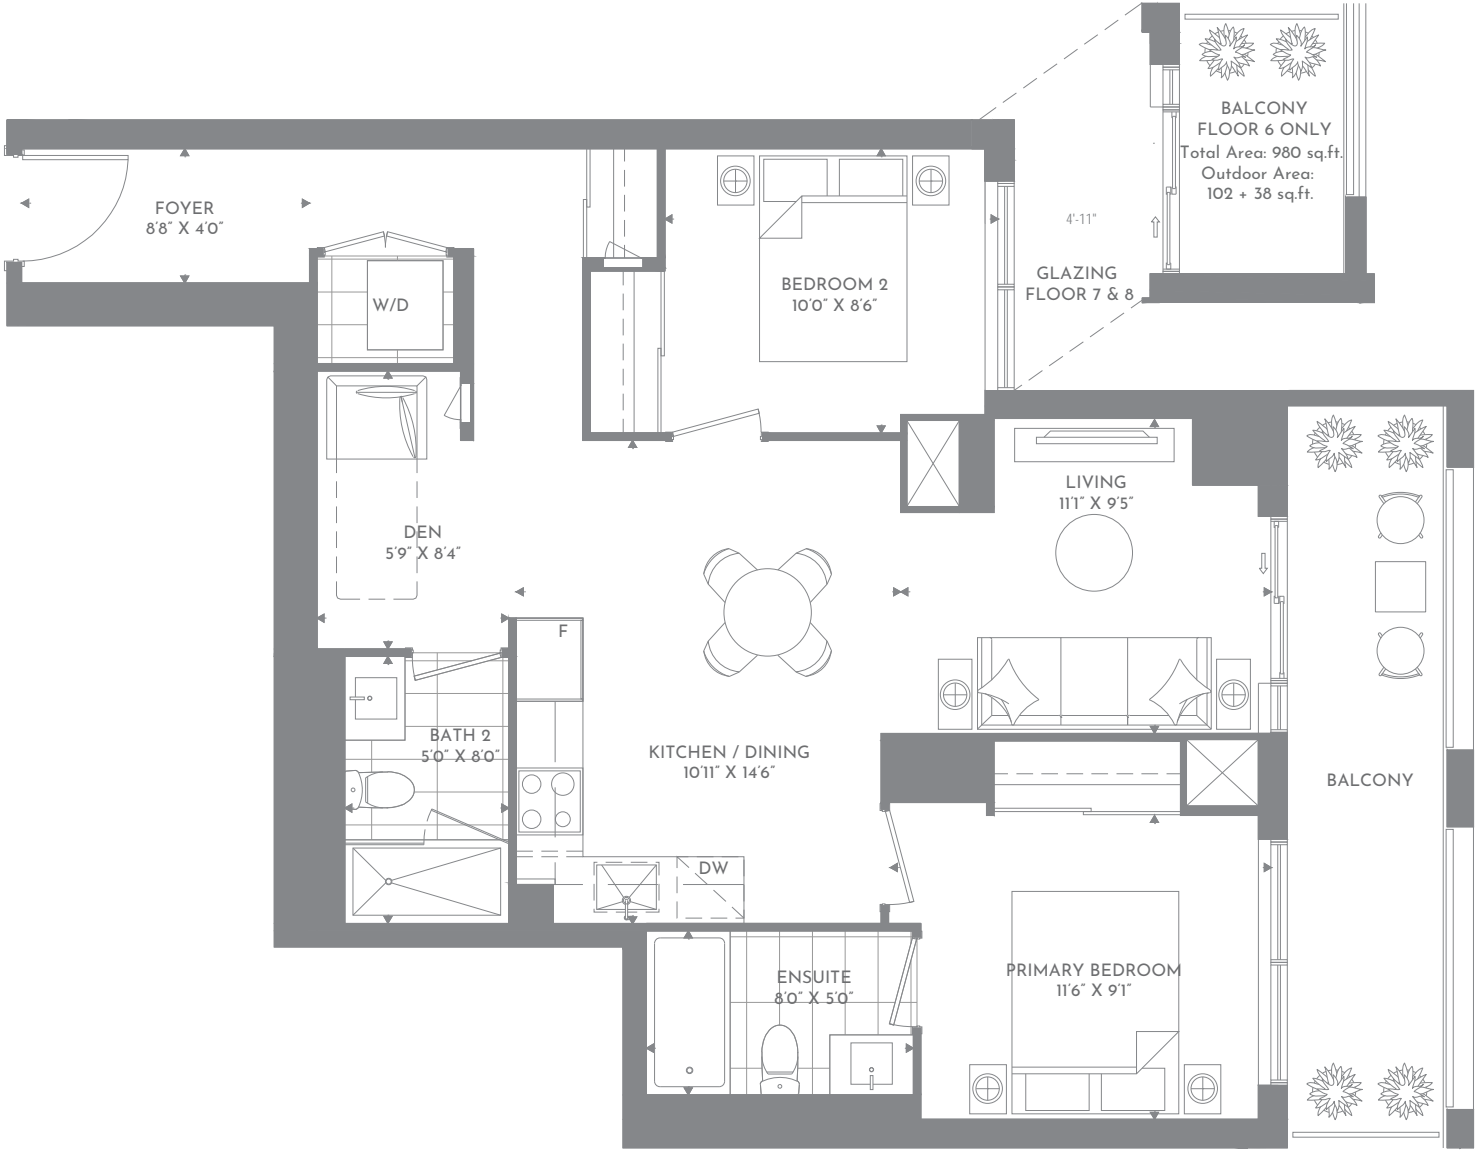 BALCONY
FLOOR 6 ONLY
Total Area: 980 sq.ft.
Outdoor Area:
102 + 38 sq.ft.
FOYER
8'8" X 4'0"
4'-11"
GLAZING
FLOOR 7 & 8
W/D
BEDROOM 2
10'0" X 8'6"
LIVING
11'1" X 9'5"
DEN
5'9" X 8'4"
F
BATH 2
5'0" X 8'0"
KITCHEN / DINING
10'11" X 14'6"
BALCONY
DW
ENSUITE
8'0" X 5'0"
PRIMARY BEDROOM
11'6" X 9'1"